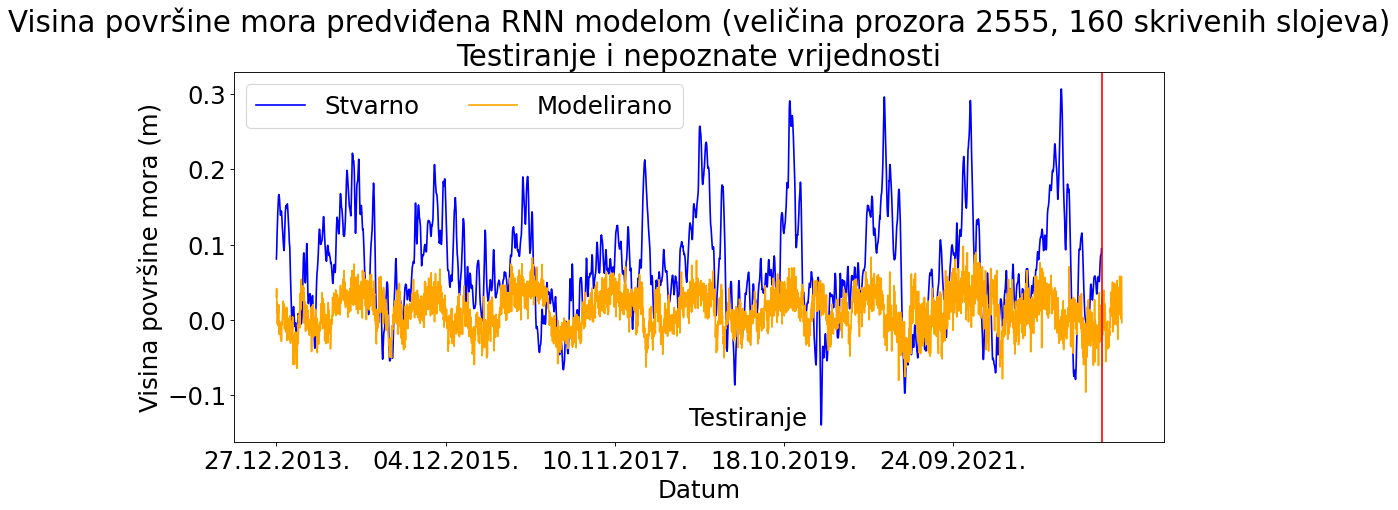 Visina površine mora predviđena RNN modelom (veličina prozora 2555, 160 skrivenih slojeva)
Testiranje i nepoznate vrijednosti
Stvarno Modelirano
Visina površine mora (m)
0.3
0.2
0.1
0.0
−0.1
Testiranje
27.12.2013. 04.12.2015. 10.11.2017. 18.10.2019. 24.09.2021.
Datum